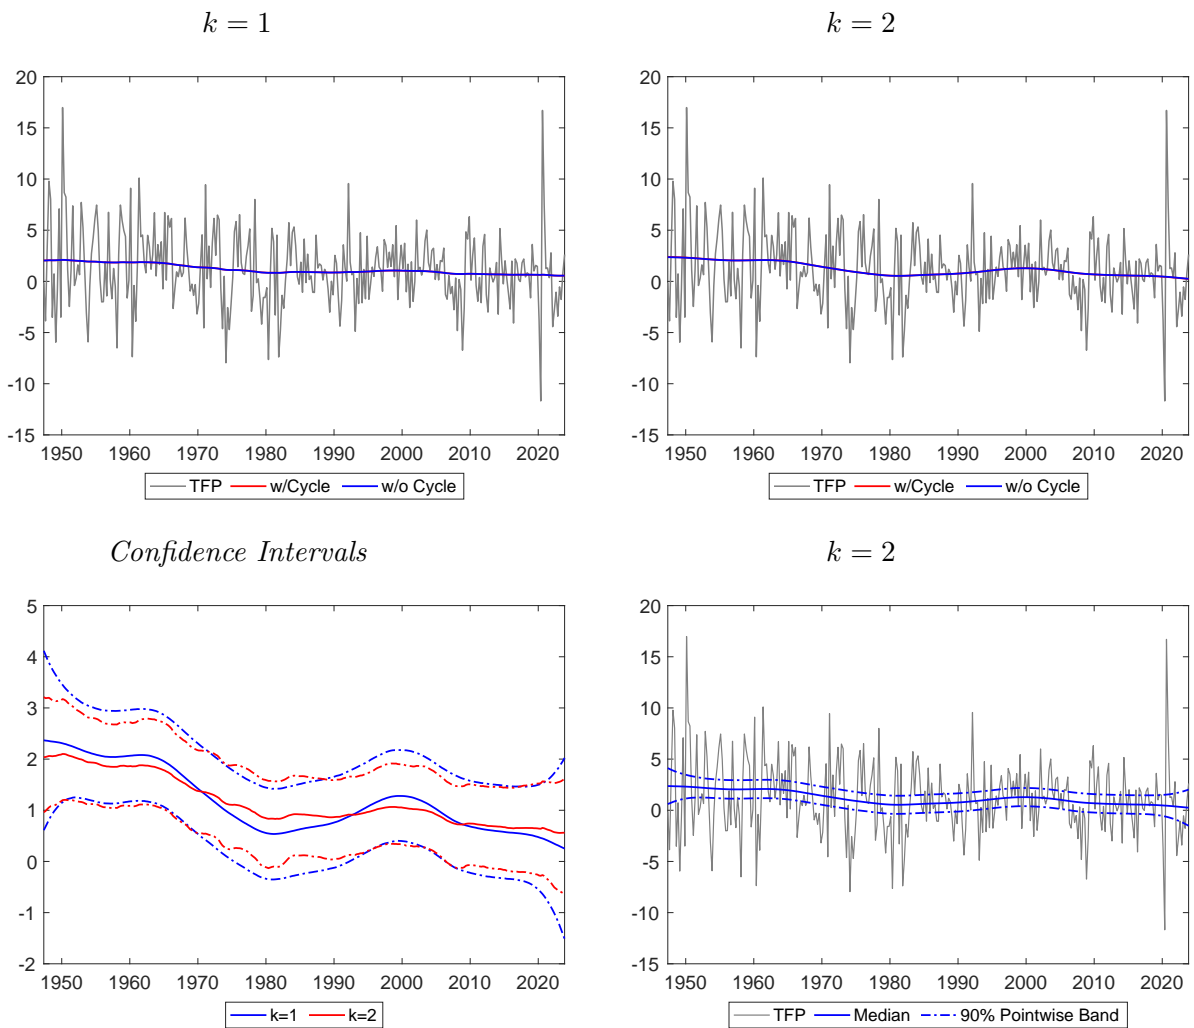 k = 1
20
15
10
5
0
-5
-10
-15
1950 1960 1970 1980 1990 2000 2010 2020
TFP w/Cycle w/o Cycle
k = 2
20
15
10
5
0
-5
-10
-15
1950 1960 1970 1980 1990 2000 2010 2020
TFP w/Cycle w/o Cycle
Confidence Intervals
5
4
3
2
1
0
-1
-2
1950 1960 1970 1980 1990 2000 2010 2020
k=1 k=2
k = 2
20
15
10
5
0
-5
-10
-15
1950 1960 1970 1980 1990 2000 2010 2020
TFP Median 90% Pointwise Band